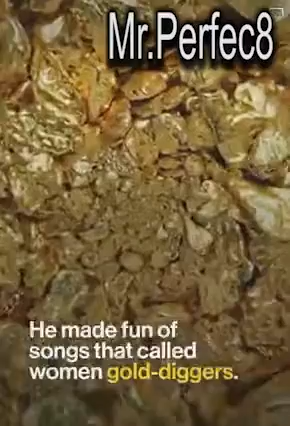 Mr.Perfec8
He made fun of
songs that called
women gold-diggers.